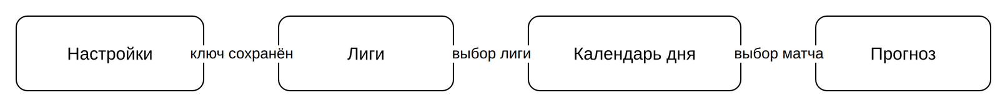 Настройки
ключ сохранён
Лиги
выбор лиги
Календарь дня
выбор матча
Прогноз